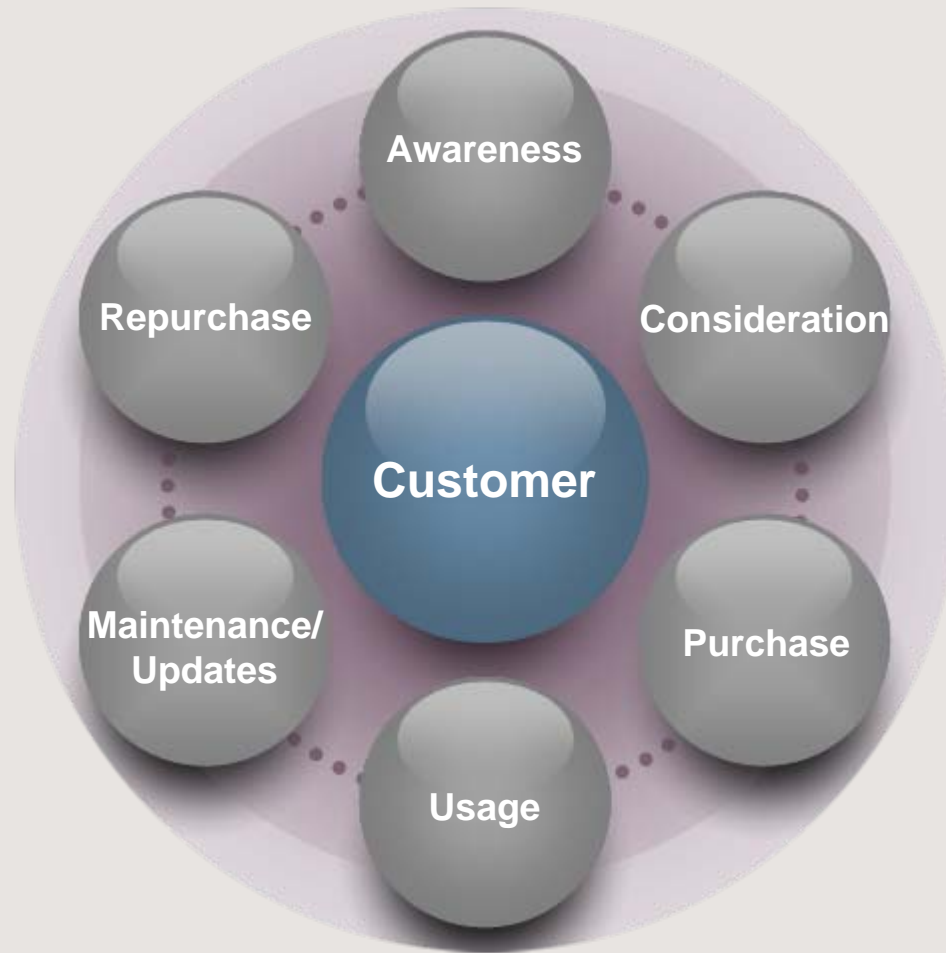 Awareness
Consideration
Purchase
Usage
Maintenance/
Updates
Repurchase
Customer